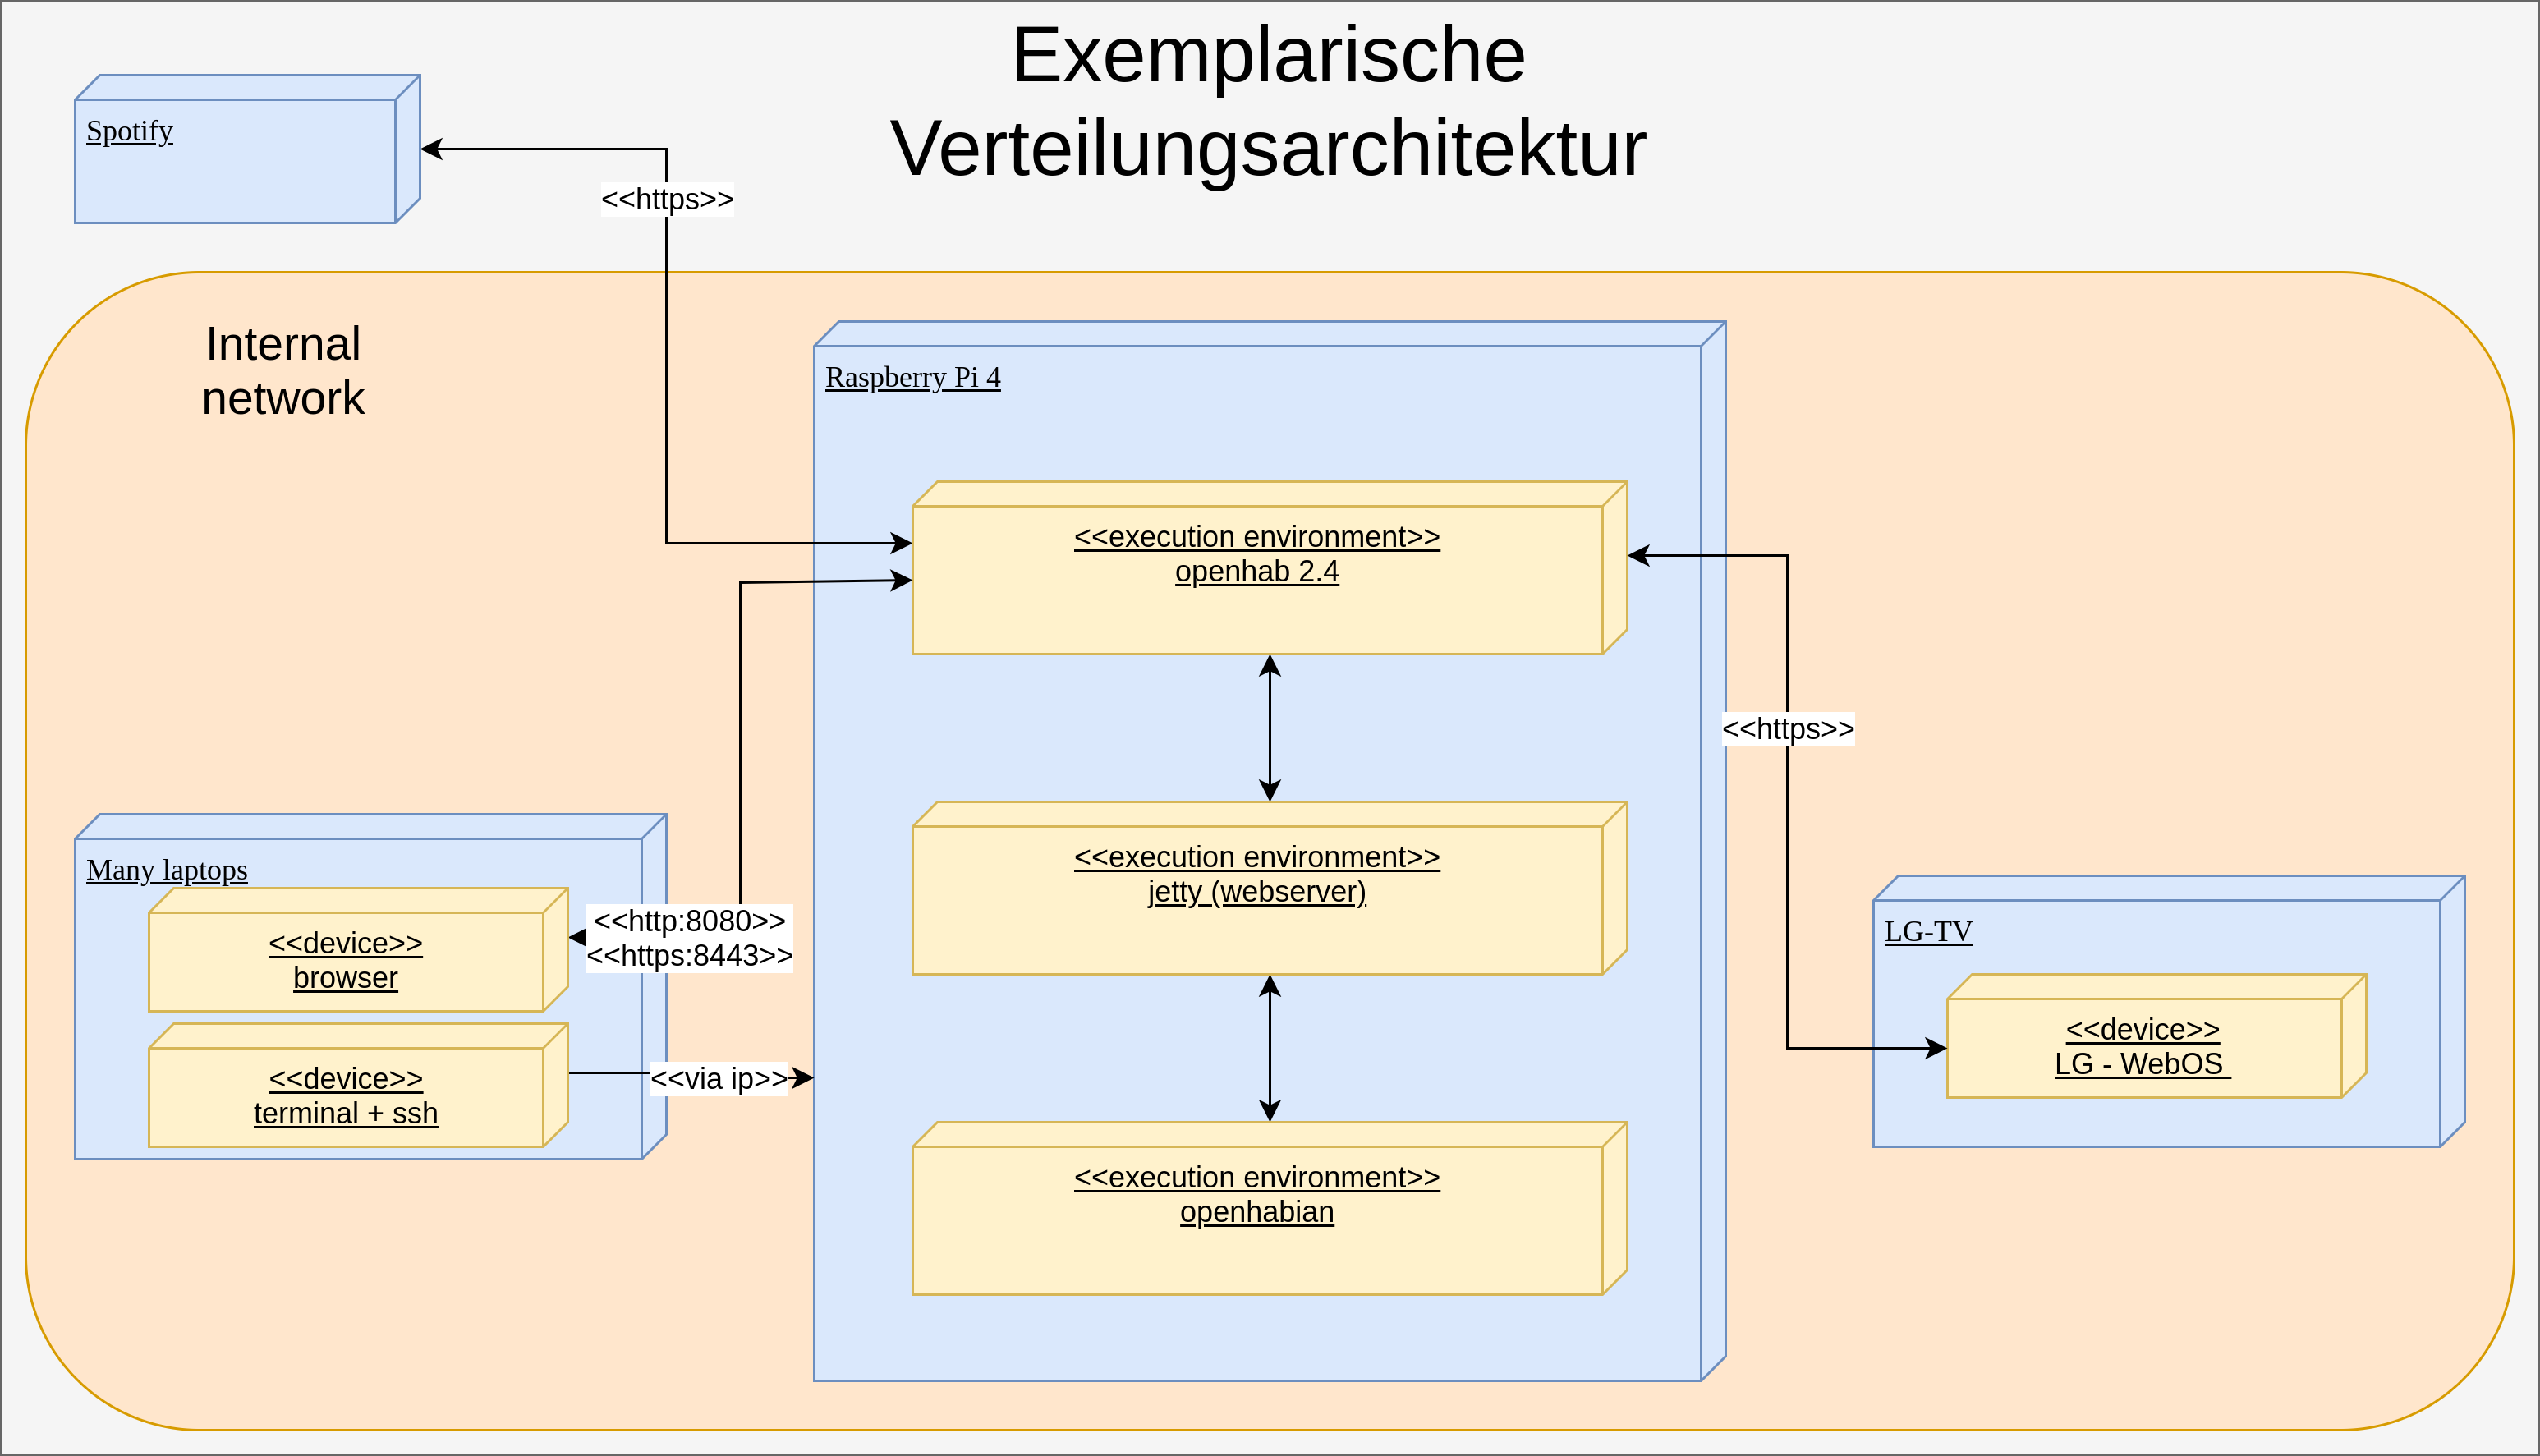 Exemplarische
Verteilungsarchitektur
Spotify
<<https>>
Internal
network
Raspberry Pi 4
<<execution environment>>
openhab 2.4
<<https>>
<<execution environment>>
jetty (webserver)
Many laptops
<<device>>
browser
<<http:8080>>
<<https:8443>>
<<device>>
terminal + ssh
<<via ip>>
LG-TV
<<device>>
LG - WebOS
<<execution environment>>
openhabian